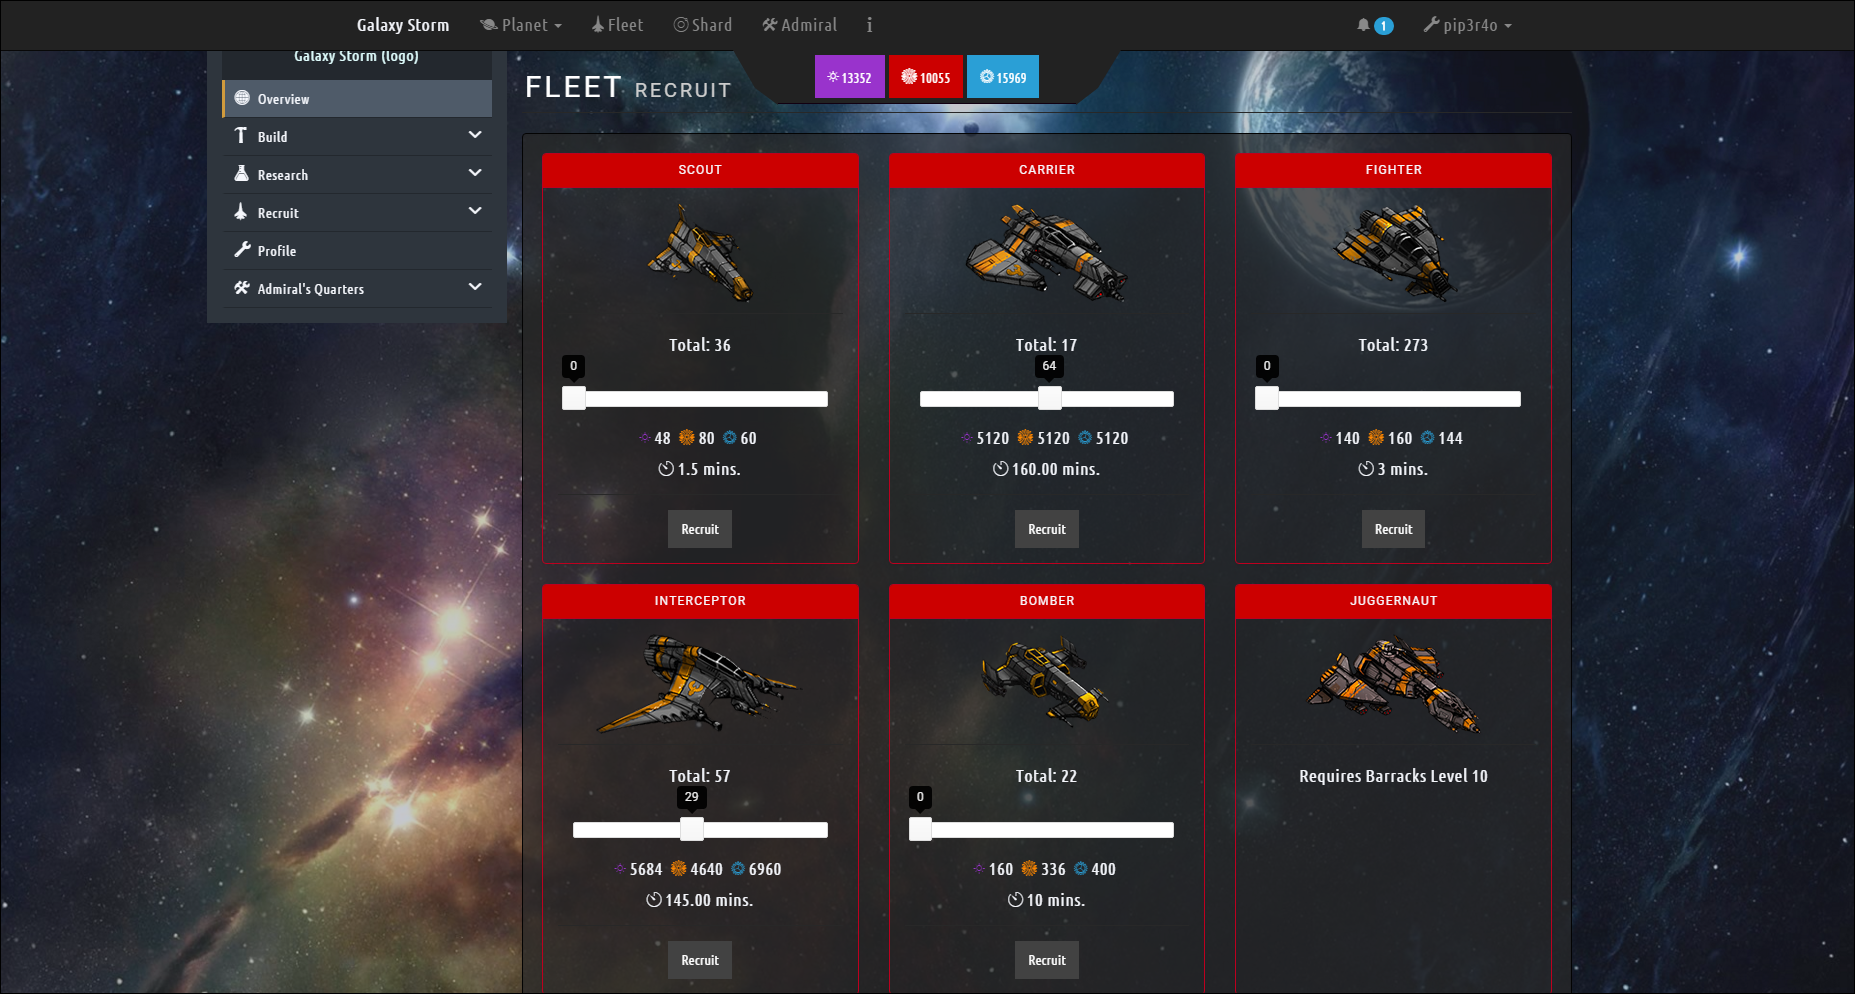 Galaxy Storm Planet Fleet Shard Admiral i 1 pip3r4o
Galaxy Storm (logo)
Overview
Build
Research
Recruit
Profile
Admiral's Quarters
13352 10055 15969
FLEET RECRUIT
SCOUT
Total: 36
0
48 80 60
1.5 mins.
Recruit
CARRIER
Total: 17
64
5120 5120 5120
160.00 mins.
Recruit
FIGHTER
Total: 273
0
140 160 144
3 mins.
Recruit
INTERCEPTOR
Total: 57
29
5684 4640 6960
145.00 mins.
Recruit
BOMBER
Total: 22
0
160 336 400
10 mins.
Recruit
JUGGERNAUT
Requires Barracks Level 10